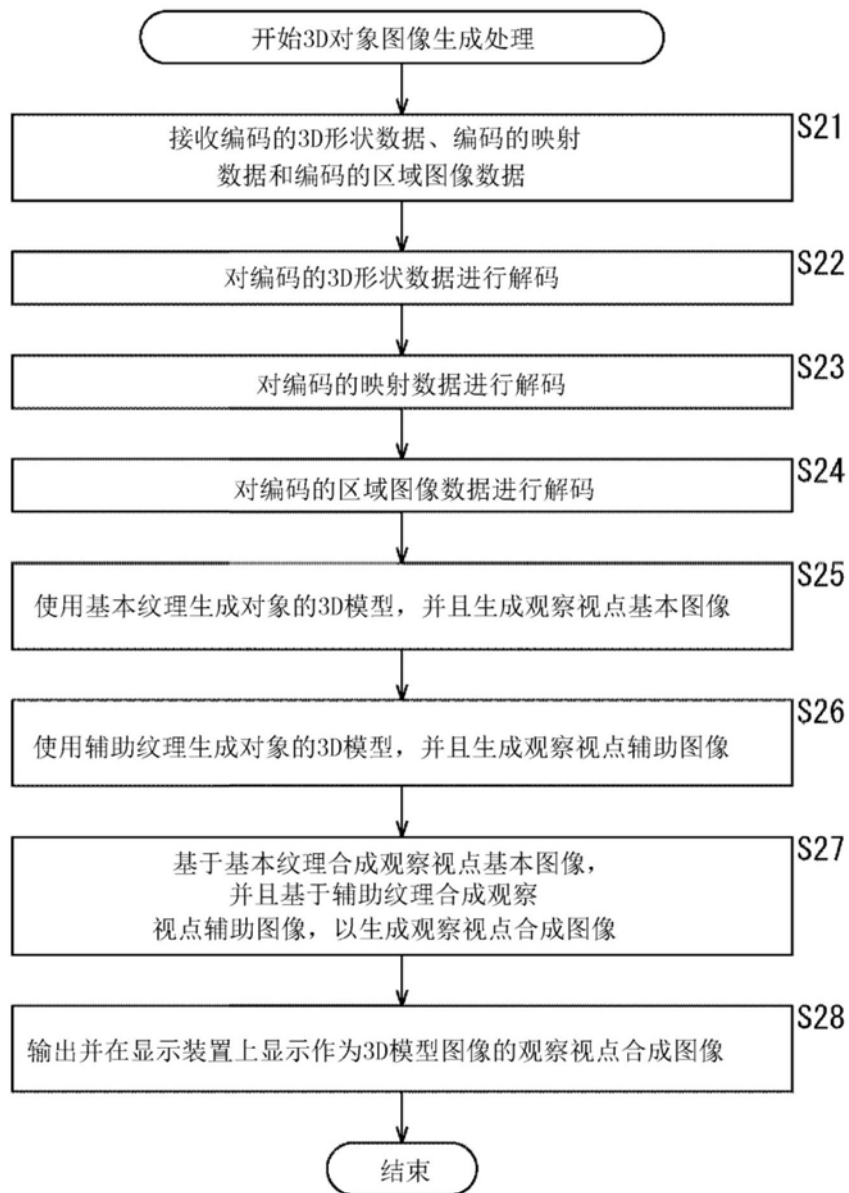 开始3D对象图像生成处理
S21
接收编码的3D形状数据、编码的映射
数据和编码的区域图像数据
S22
对编码的3D形状数据进行解码
S23
对编码的映射数据进行解码
S24
对编码的区域图像数据进行解码
S25
使用基本纹理生成对象的3D模型，并且生成观察视点基本图像
S26
使用辅助纹理生成对象的3D模型，并且生成观察视点辅助图像
S27
基于基本纹理合成观察视点基本图像，
并且基于辅助纹理合成观察
视点辅助图像，以生成观察视点合成图像
S28
输出并在显示装置上显示作为3D模型图像的观察视点合成图像
结束